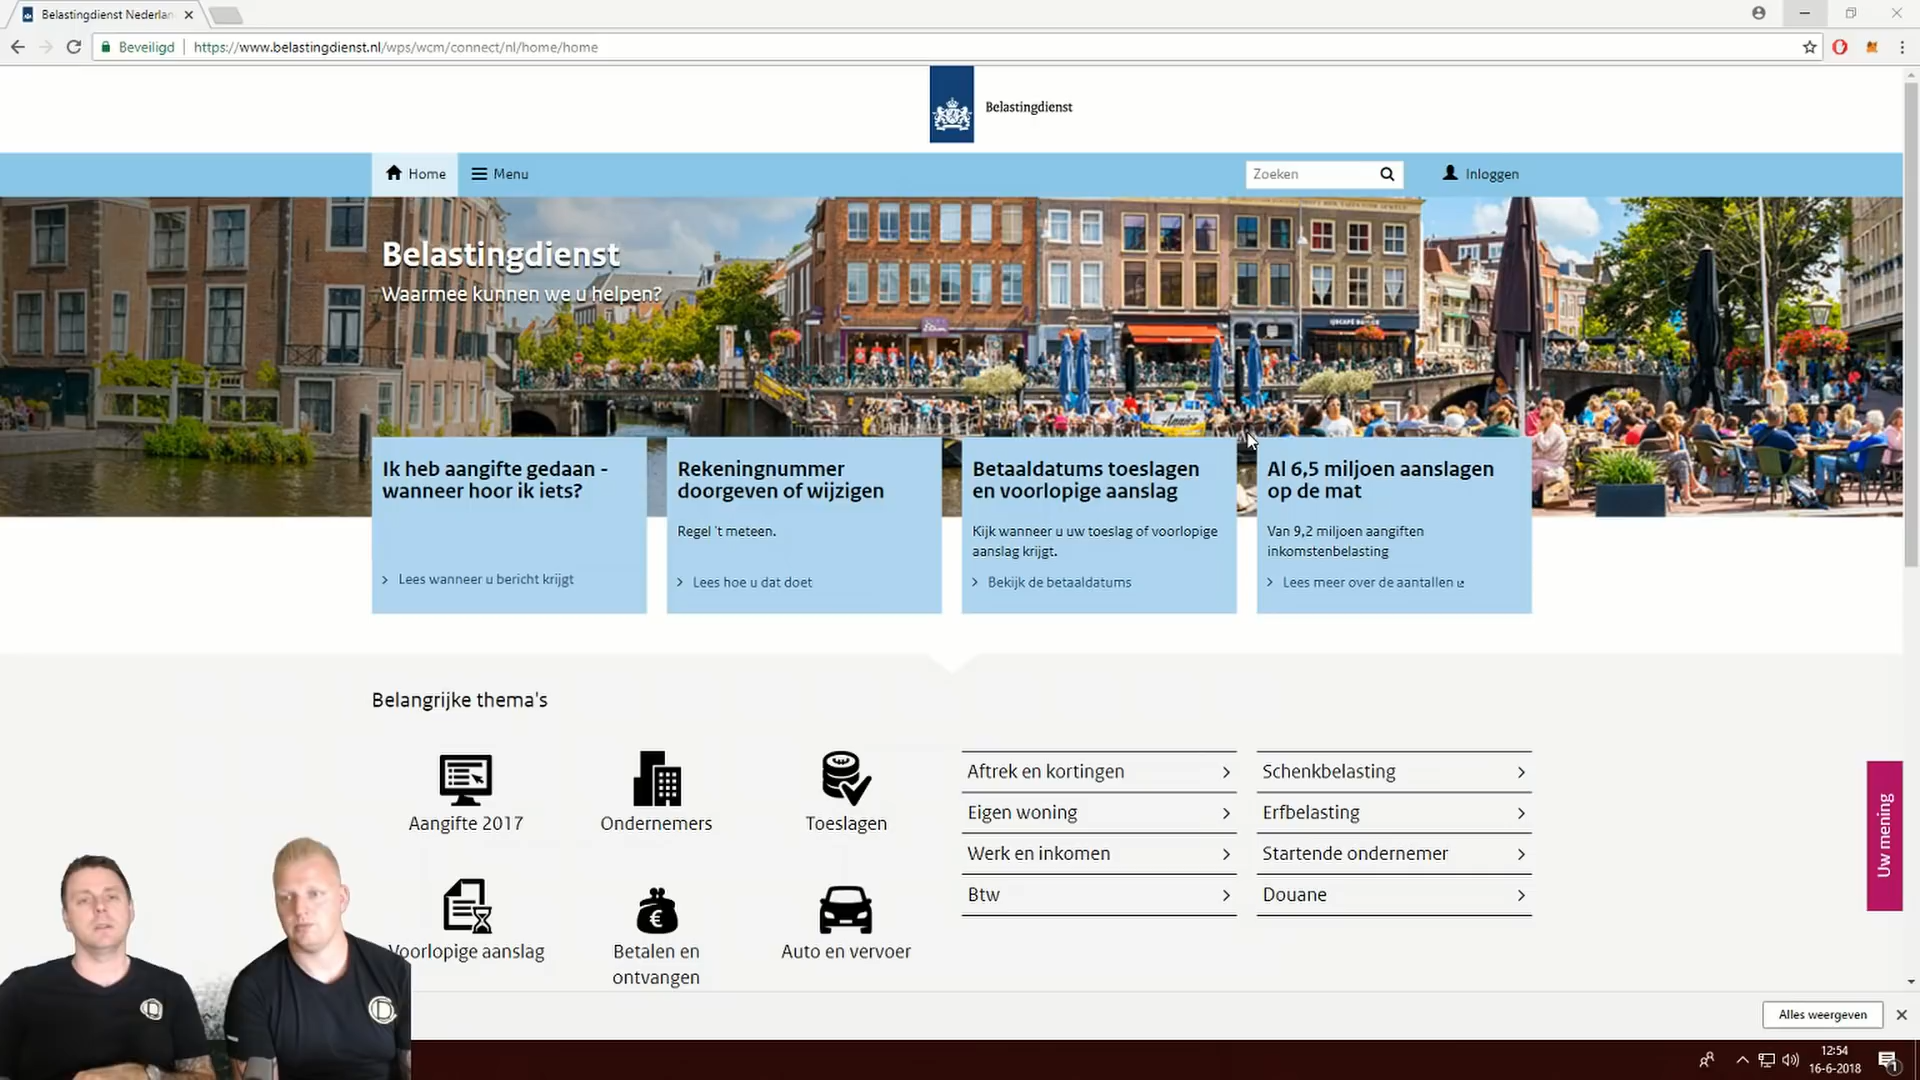 Belastingdienst Nederlan
Beveiligd
https://www.belastingdienst.nl/wps/wcm/connect/nl/home/home
Belastingdienst
Home
Menu
Zoeken
Inloggen
Belastingdienst
Waarmee kunnen we u helpen?
Ik heb aangifte gedaan -
wanneer hoor ik iets?
Lees wanneer u bericht krijgt
Rekeningnummer
doorgeven of wijzigen
Regel 't meteen.
Lees hoe u dat doet
Betaaldatums toeslagen
en voorlopige aanslag
Kijk wanneer u uw toeslag of voorlopige
aanslag krijgt.
Bekijk de betaaldatums
Al 6,5 miljoen aanslagen
op de mat
Van 9,2 miljoen aangiften
inkomstenbelasting
Lees meer over de aantallen
Belangrijke thema's
Aangifte 2017
Ondernemers
Toeslagen
Voorlopige aanslag
Betalen en
ontvangen
Auto en vervoer
Aftrek en kortingen
Eigen woning
Werk en inkomen
Btw
Schenkbelasting
Erfbelasting
Startende ondernemer
Douane
Uw mening
Alles weergeven
12:54
16-6-2018
1